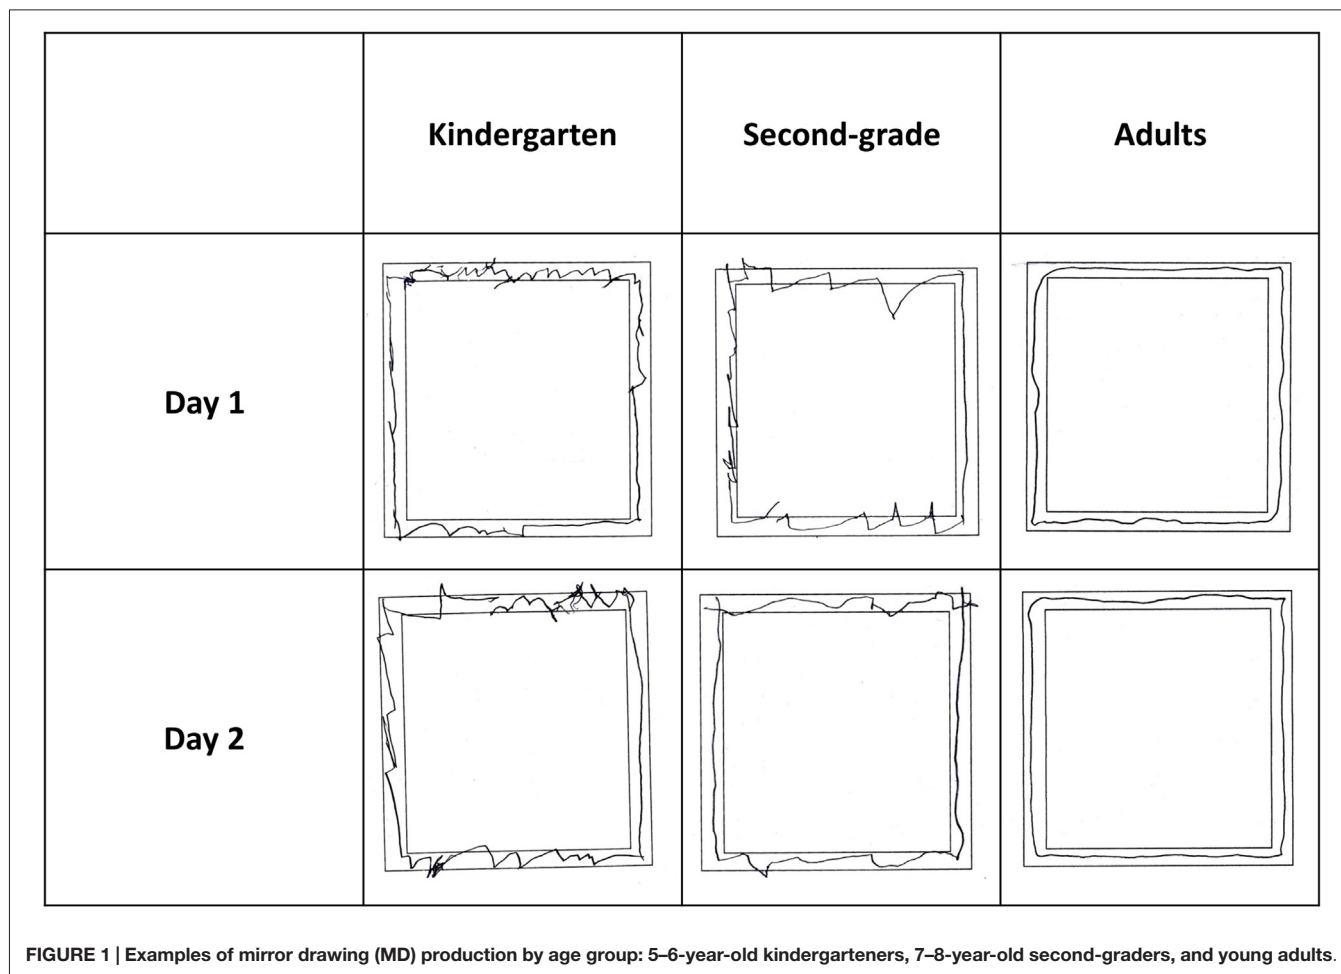 Kindergarten
Second-grade
Adults
Day 1
Day 2
FIGURE 1 | Examples of mirror drawing (MD) production by age group: 5–6-year-old kindergarteners, 7–8-year-old second-graders, and young adults.